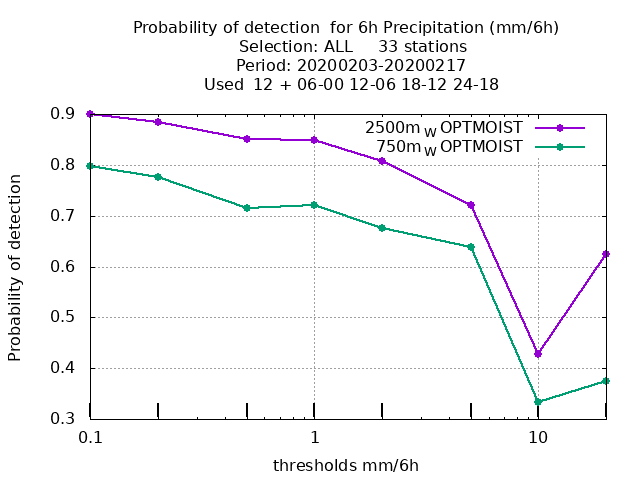 Probability of detection  for 6h Precipitation (mm/6h)
Selection: ALL     33 stations
Period: 20200203-20200217
Used  12 + 06-00 12-06 18-12 24-18
2500m W OPTMOIST
750m W OPTMOIST
Probability of detection
0.9
0.8
0.7
0.6
0.5
0.4
0.3
0.1 1 10
thresholds mm/6h